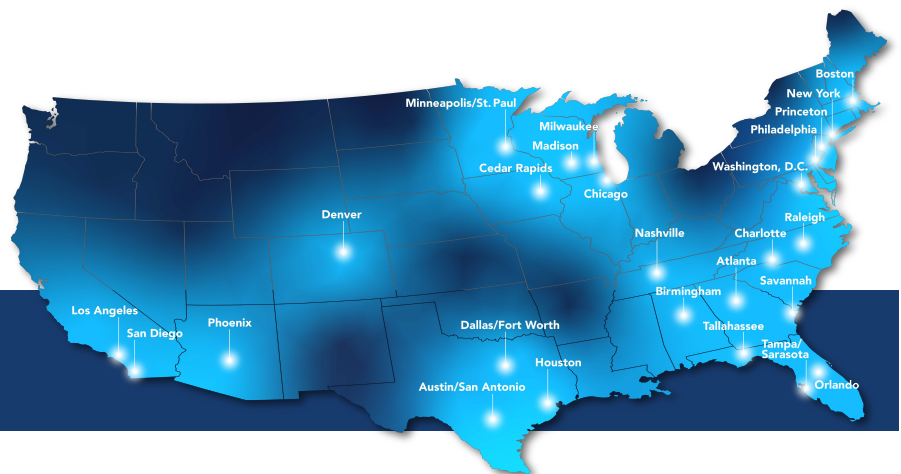 Boston
New York
Princeton
Philadelphia
Minneapolis/St. Paul
Milwaukee
Madison
Cedar Rapids
Washington, D.C.
Chicago
Denver
Raleigh
Nashville
Charlotte
Atlanta
Savannah
Birmingham
Los Angeles
San Diego
Phoenix
Dallas/Fort Worth
Tallahassee
Tampa/
Sarasota
Houston
Austin/San Antonio
Orlando